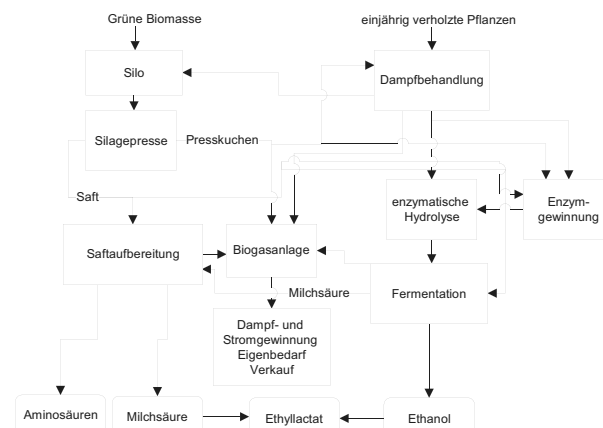 Grüne Biomasse
einjährig verholzte Pflanzen
Silo
Dampfbehandlung
Silagepresse
Presskuchen
Saft
enzymatische
Hydrolyse
Enzym-
gewinnung
Saftaufbereitung
Biogasanlage
Milchsäure
Fermentation
Dampf- und
Stromgewinnung
Eigenbedarf
Verkauf
Aminosäuren
Milchsäure
Ethyllactat
Ethanol